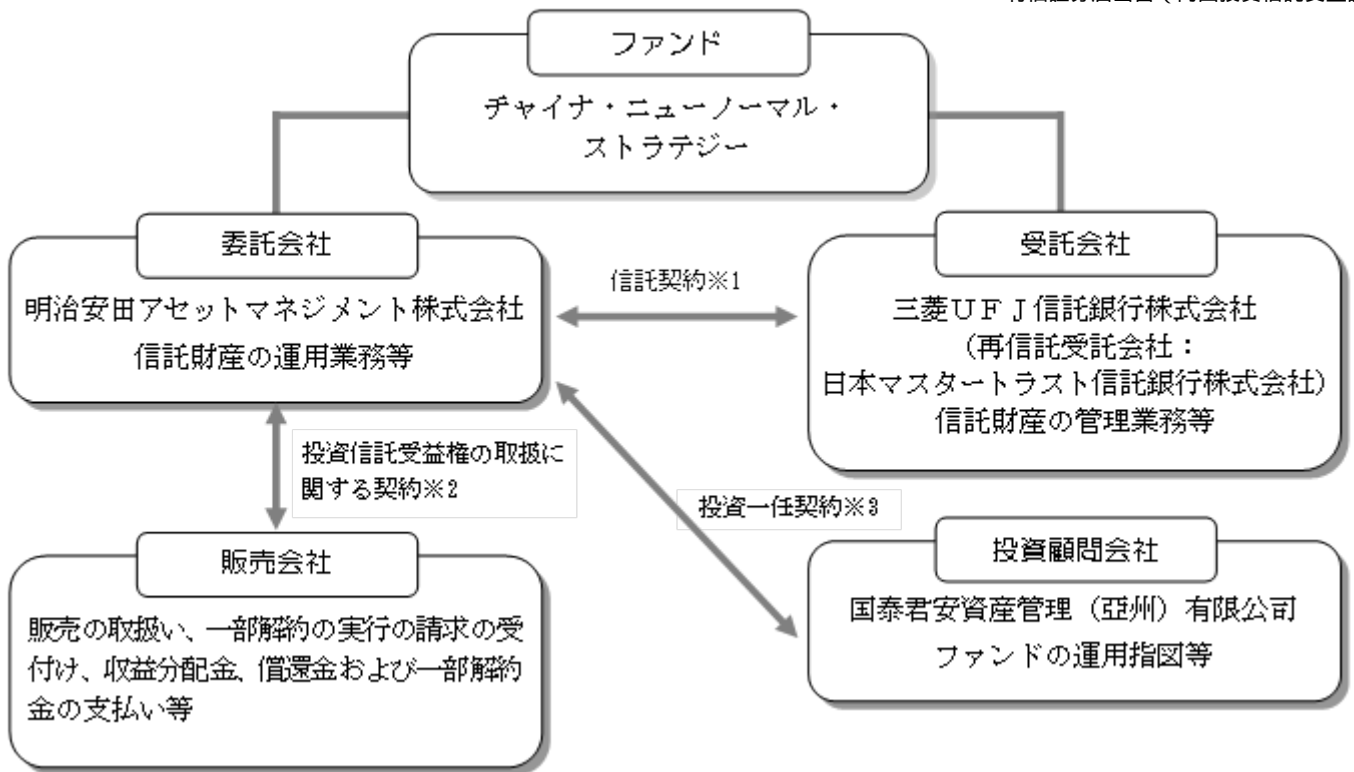 ファンド
チャイナ・ニューノーマル・
ストラテジー
委託会社
明治安田アセットマネジメント株式会社
信託財産の運用業務等
信託契約※1
受託会社
三菱UFJ信託銀行株式会社
（再信託受託会社：
日本マスタートラスト信託銀行株式会社）
信託財産の管理業務等
投資信託受益権の取扱に
関する契約※2
投資一任契約※3
販売会社
販売の取扱い、一部解約の実行の請求の受
付け、収益分配金、償還金および一部解約
金の支払い等
投資顧問会社
国泰君安資産管理（亞州）有限公司
ファンドの運用指図等